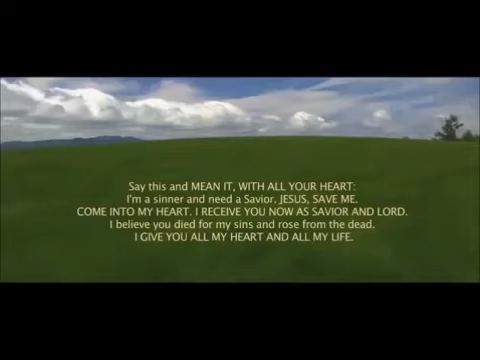 Say this and MEAN IT, WITH ALL YOUR HEART:
I'm a sinner and need a Savior. JESUS, SAVE ME.
COME INTO MY HEART. I RECEIVE YOU NOW AS SAVIOR AND LORD.
I believe you died for my sins and rose from the dead.
I GIVE YOU ALL MY HEART AND ALL MY LIFE.